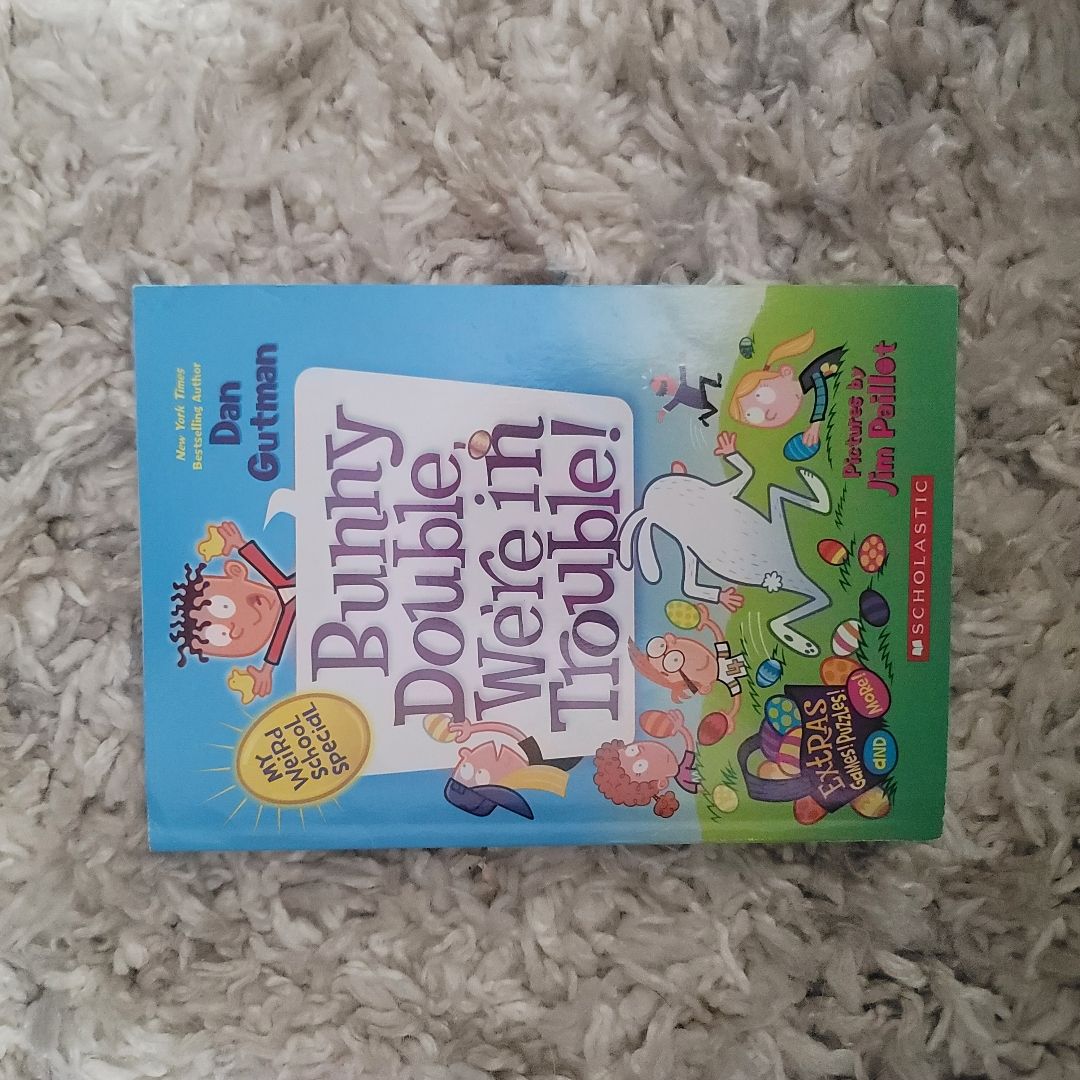 New York Times
Bestselling Author
Dan
Gutman
MY
WeiRd
SCHOOL
SPECIAL
Bunny
Double,
We're in
Trouble!
4
EXTRAS
GAMES! PUZZLES!
AND
MORE!
Pictures by
Jim Paillot
SCHOLASTIC